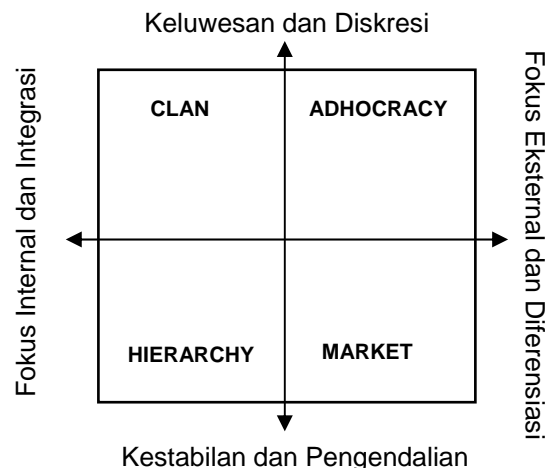 Keluwesan dan Diskresi
Fokus Internal dan Integrasi
CLAN
ADHOCRACY
Fokus Eksternal dan Diferensiasi
HIERARCHY
MARKET
Kestabilan dan Pengendalian